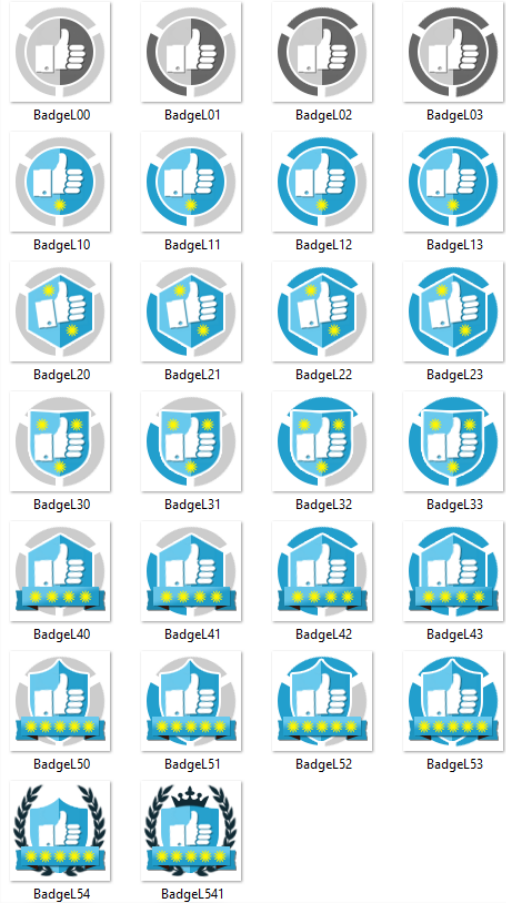 BadgeL00 BadgeL01 BadgeL02 BadgeL03
BadgeL10 BadgeL11 BadgeL12 BadgeL13
BadgeL20 BadgeL21 BadgeL22 BadgeL23
BadgeL30 BadgeL31 BadgeL32 BadgeL33
BadgeL40 BadgeL41 BadgeL42 BadgeL43
BadgeL50 BadgeL51 BadgeL52 BadgeL53
BadgeL54 BadgeL541